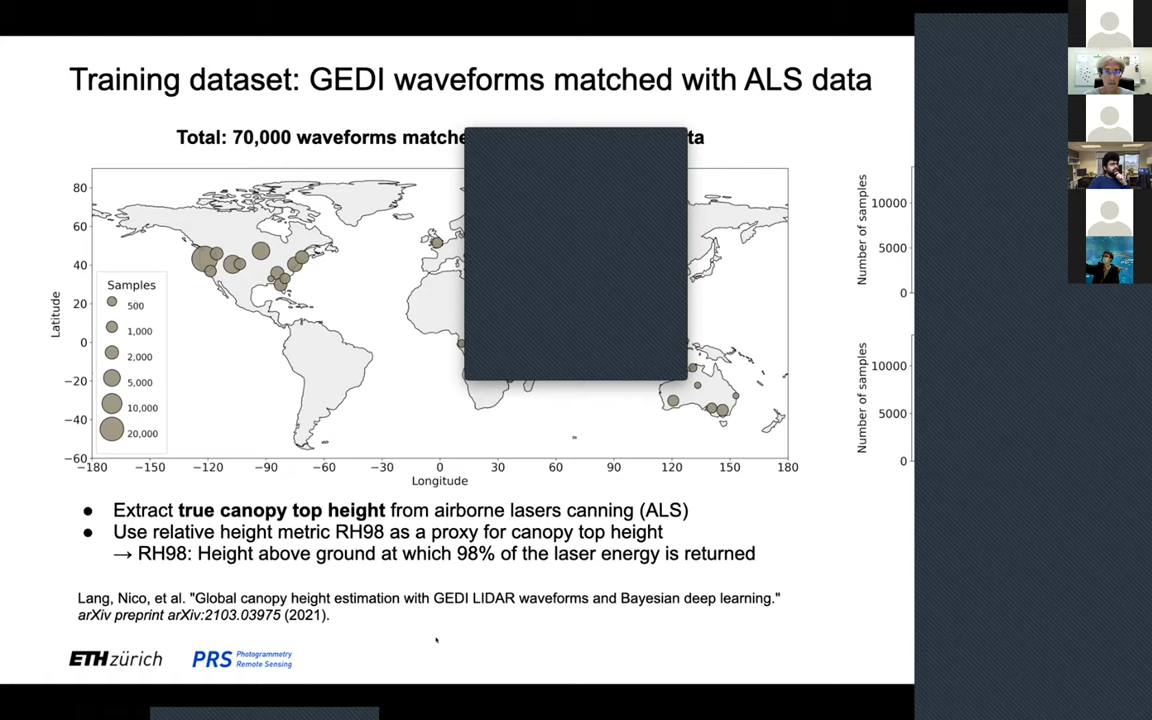 Training dataset: GEDI waveforms matched with ALS data
Total: 70,000 waveforms matche
ta
80
60
40
20
0
−20
−40
−60
Latitude
Samples
500
1,000
2,000
5,000
10,000
20,000
−180 −150 −120 −90 −60 −30 0 30 60 90 120 150 180
Longitude
Number of samples
10000
5000
0
Number of samples
10000
5000
0
● Extract true canopy top height from airborne lasers canning (ALS)
● Use relative height metric RH98 as a proxy for canopy top height
→ RH98: Height above ground at which 98% of the laser energy is returned
Lang, Nico, et al. "Global canopy height estimation with GEDI LIDAR waveforms and Bayesian deep learning."
arXiv preprint arXiv:2103.03975 (2021).
ETH zürich
PRS Photogrammetry
Remote Sensing